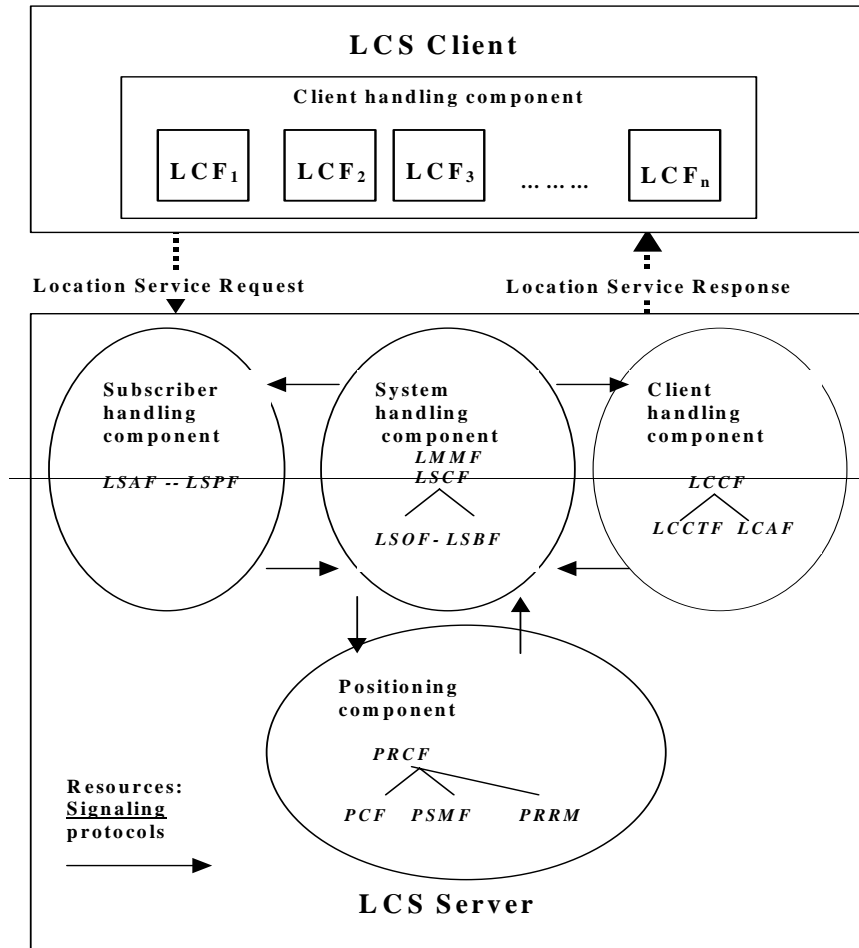 LCS Client
Client handling component
LCF1 LCF2 LCF3 ... ... ... LCFn
Location Service Request
Location Service Response
Subscriber
handling
component
LSAF -- LSPF
System
handling
component
LMMF
LSCF
LSOF- LSBF
Client
handling
component
LCCF
LCCTF LCAF
Positioning
component
PRCF
PCF PSMF PRRM
Resources:
Signaling
protocols
LCS Server